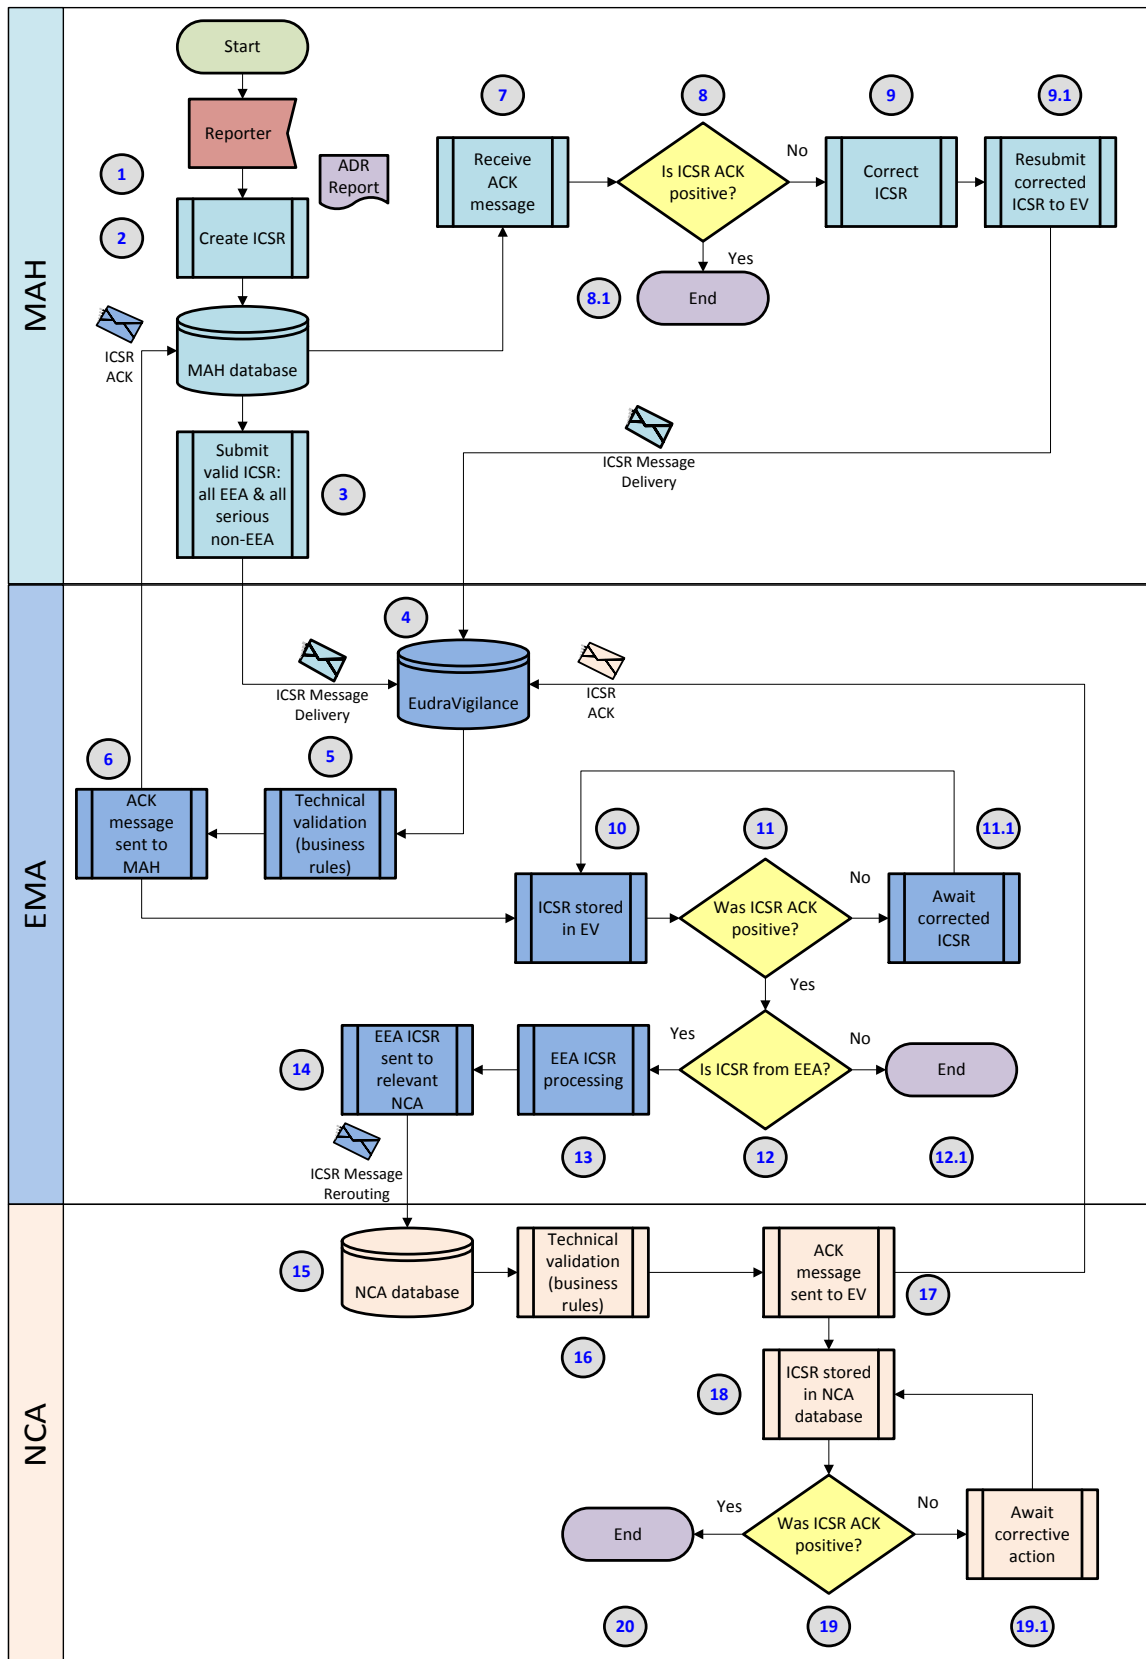 MAH
Start
Reporter
1
ADR
Report
2
Create ICSR
ICSR
ACK
MAH database
Submit
valid ICSR:
all EEA & all
serious
non-EEA
3
7
Receive
ACK
message
8
Is ICSR ACK
positive?
No
Yes
8.1
End
9
Correct
ICSR
9.1
Resubmit
corrected
ICSR to EV
ICSR Message
Delivery
EMA
4
EudraVigilance
ICSR Message
Delivery
ICSR
ACK
5
Technical
validation
(business
rules)
6
ACK
message
sent to
MAH
10
ICSR stored
in EV
11
Was ICSR ACK
positive?
No
Yes
11.1
Await
corrected
ICSR
Is ICSR from EEA?
12
No
End
12.1
Yes
EEA ICSR
processing
13
14
EEA ICSR
sent to
relevant
NCA
ICSR Message
Rerouting
NCA
15
NCA database
Technical
validation
(business
rules)
16
ACK
message
sent to EV
17
18
ICSR stored
in NCA
database
Was ICSR ACK
positive?
19
Yes
End
20
No
Await
corrective
action
19.1